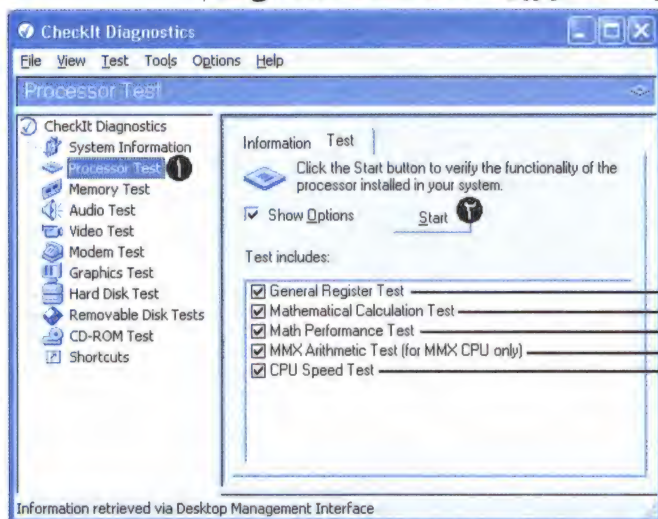 CheckIt Diagnostics
File View Test Tools Options Help
Processor Test
CheckIt Diagnostics
System Information
Processor Test ۱
Memory Test
Audio Test
Video Test
Modem Test
Graphics Test
Hard Disk Test
Removable Disk Tests
CD-ROM Test
Shortcuts
Information Test
Click the Start button to verify the functionality of the
processor installed in your system.
Show Options Start ۲
Test includes:
General Register Test
Mathematical Calculation Test
Math Performance Test
MMX Arithmetic Test (for MMX CPU only)
CPU Speed Test
Information retrieved via Desktop Management Interface